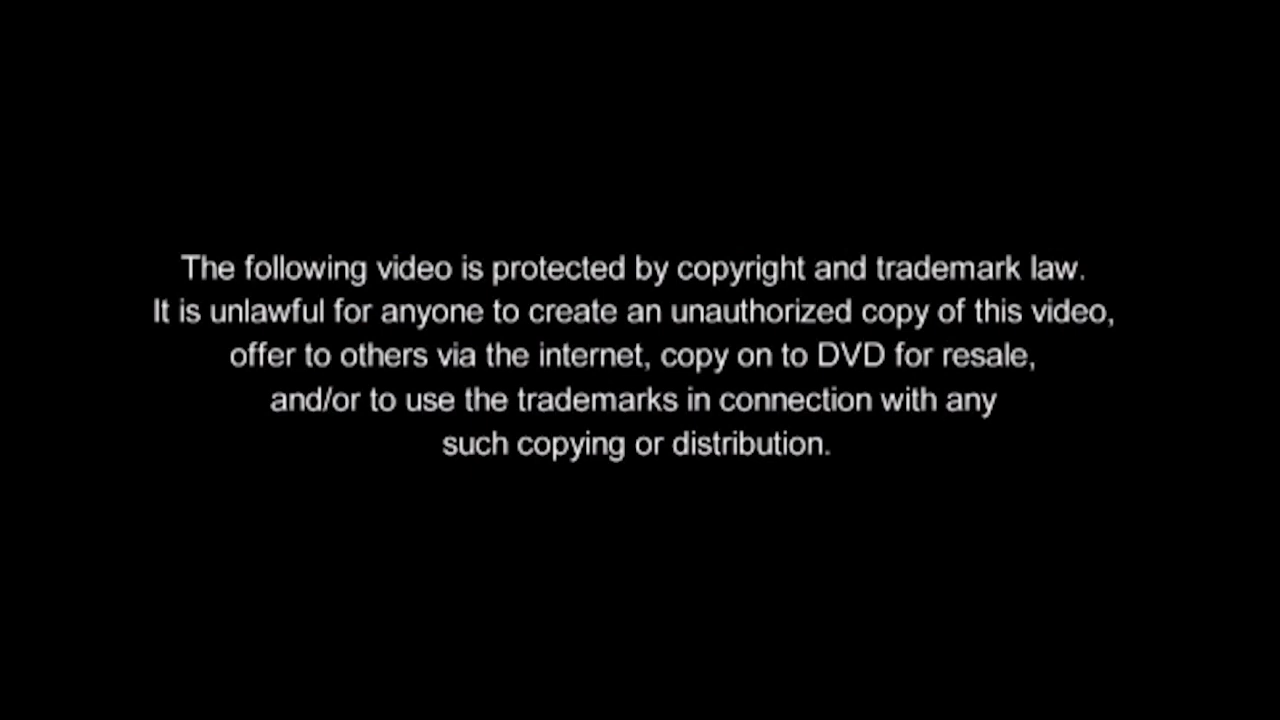 The following video is protected by copyright and trademark law.
It is unlawful for anyone to create an unauthorized copy of this video,
offer to others via the internet, copy on to DVD for resale,
and/or to use the trademarks in connection with any
such copying or distribution.